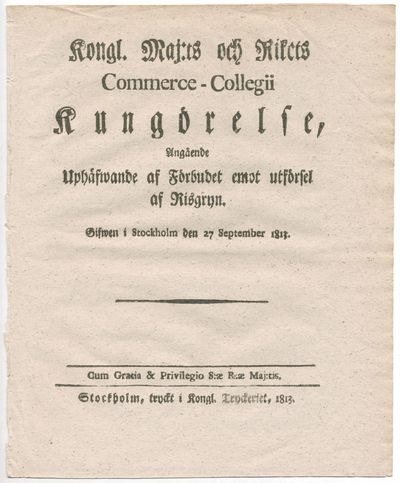 Kongl. Maj:ts och Rikets
Commerce-Collegii
Kungörelse,
Angående
Uphäfwande af Förbudet emot utförsel
af Risgryn.
Gifwen i Stockholm den 27 September 1813.
Cum Gratia & Privilegio S:æ R:æ Maj:tis.
Stockholm, tryckt i Kongl. Tryckeriet, 1813.